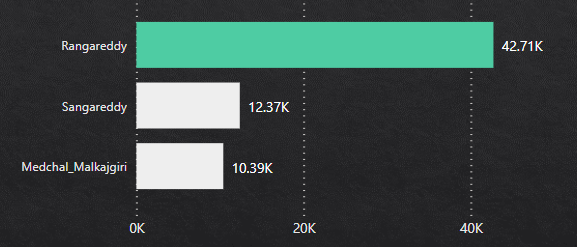 Rangareddy 42.71K
Sangareddy 12.37K
Medchal_Malkajgiri 10.39K
0K 20K 40K